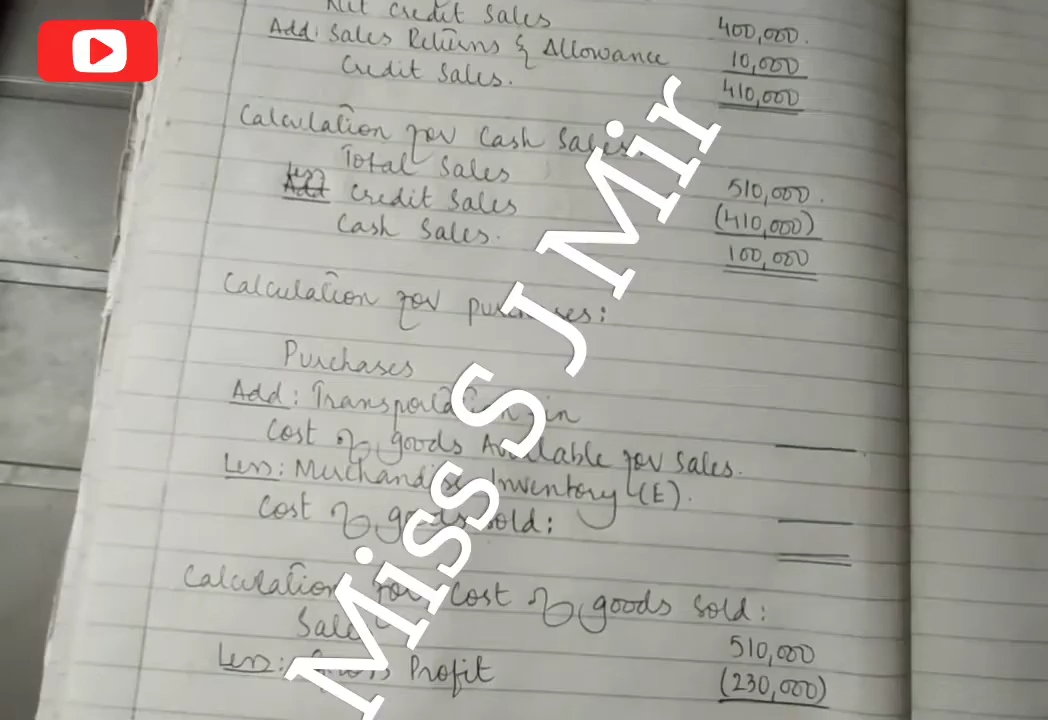 Net Credit Sales 400,000.
Add: Sales Returns & Allowance 10,000
Credit Sales. 410,000
Calculation for Cash Sales.
Total Sales 510,000.
Less Credit Sales (410,000)
Cash Sales. 100,000
Calculation for purchases:
Purchases
Add: Transportation-in
Cost of goods Available for Sales.
Less: Merchandise Inventory (E).
Cost of goods sold:
Calculation for Cost of goods sold:
Sales 510,000
Less: Gross Profit (230,000)
Miss S J Mir